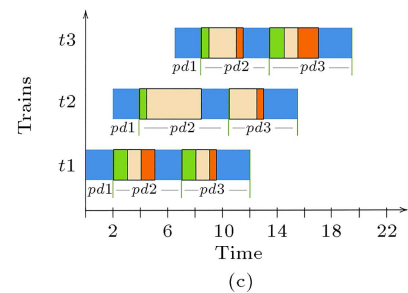 t3
pd1 pd2 pd3
Trains
t2
pd1 pd2 pd3
t1
pd1 pd2 pd3
2 6 10 14 18 22
Time
(c)